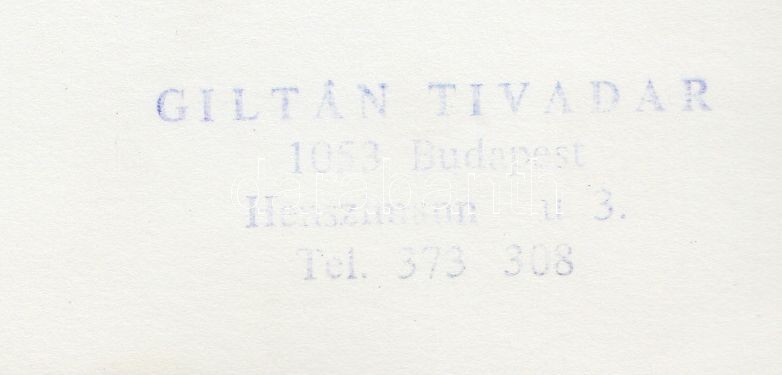 GILTÁN TIVADAR
1053 Budapest
Henszlmann u 3.
Tel. 373 308